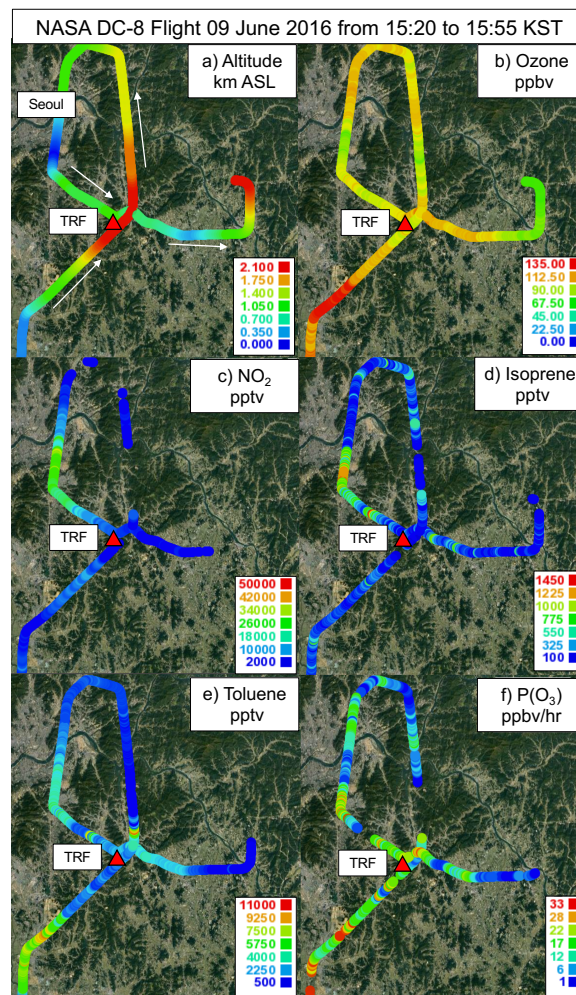 NASA DC-8 Flight 09 June 2016 from 15:20 to 15:55 KST
a) Altitude
km ASL
Seoul
TRF
2.100
1.750
1.400
1.050
0.700
0.350
0.000
b) Ozone
ppbv
TRF
135.00
112.50
90.00
67.50
45.00
22.50
0.00
c) NO₂
pptv
TRF
50000
42000
34000
26000
18000
10000
2000
d) Isoprene
pptv
TRF
1450
1225
1000
775
550
325
100
e) Toluene
pptv
TRF
11000
9250
7500
5750
4000
2250
500
f) P(O₃)
ppbv/hr
TRF
33
28
22
17
12
6
1